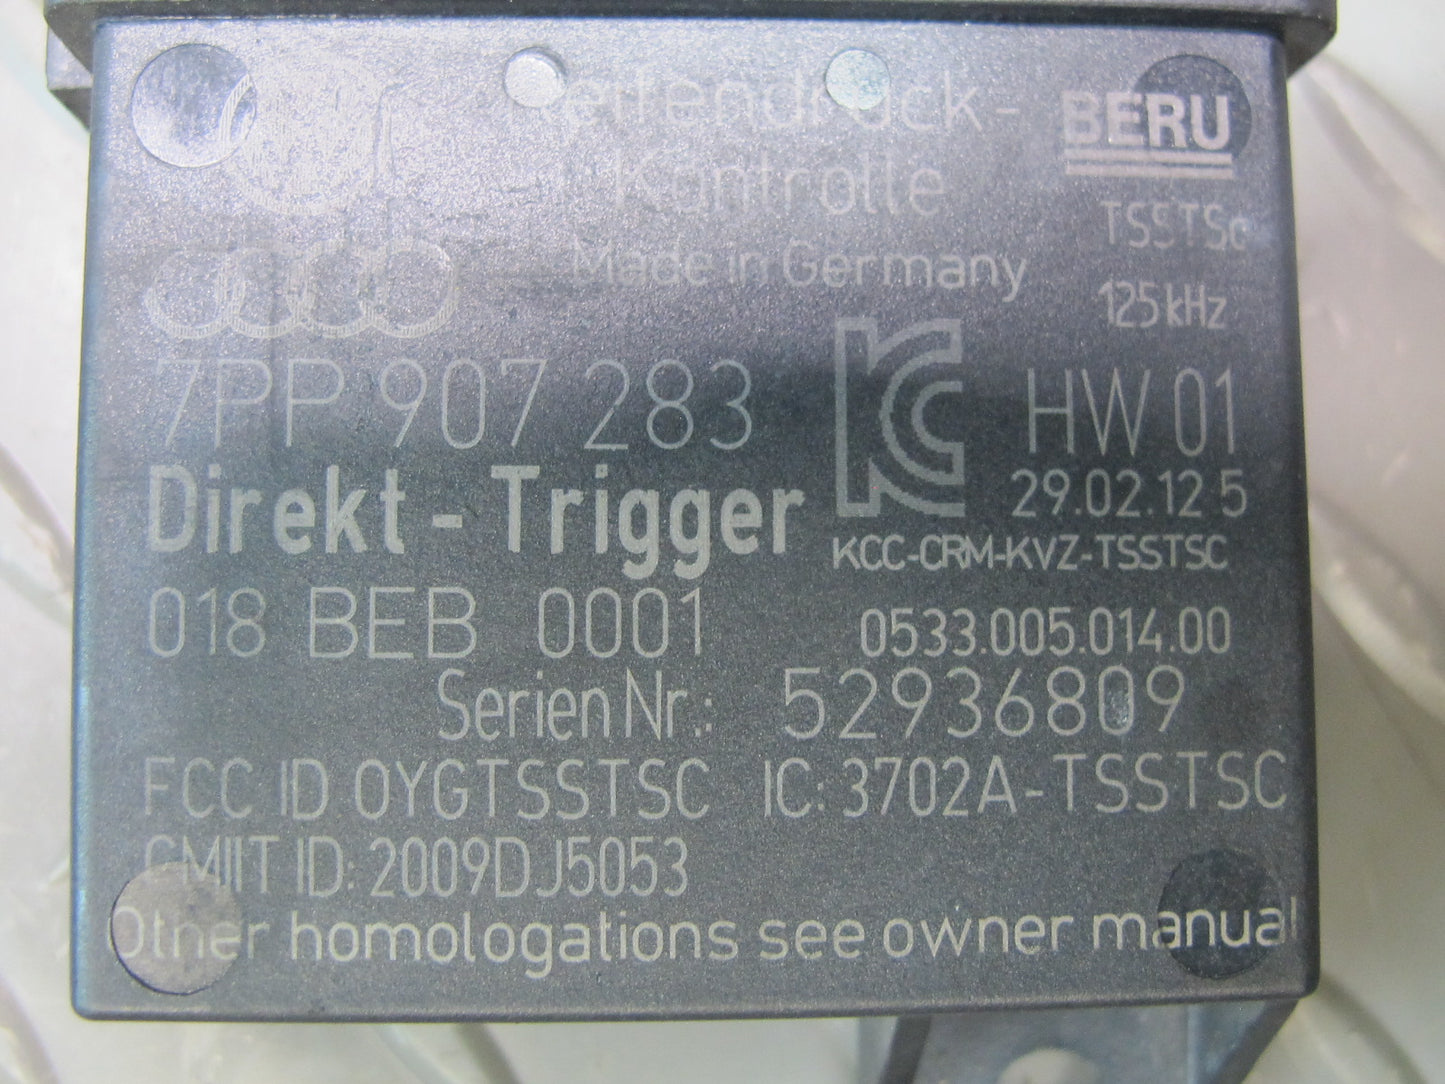 Reifendruck-
Kontrolle
BERU
TSSTSc
Made in Germany
125kHz
7PP 907 283
HW 01
Direkt - Trigger
29.02.12 5
KCC-CRM-KVZ-TSSTSC
018 BEB 0001
0533.005.014.00
Serien Nr.: 52936809
FCC ID OYGTSSTSC IC: 3702A-TSSTSC
CMIIT ID: 2009DJ5053
Other homologations see owner manual